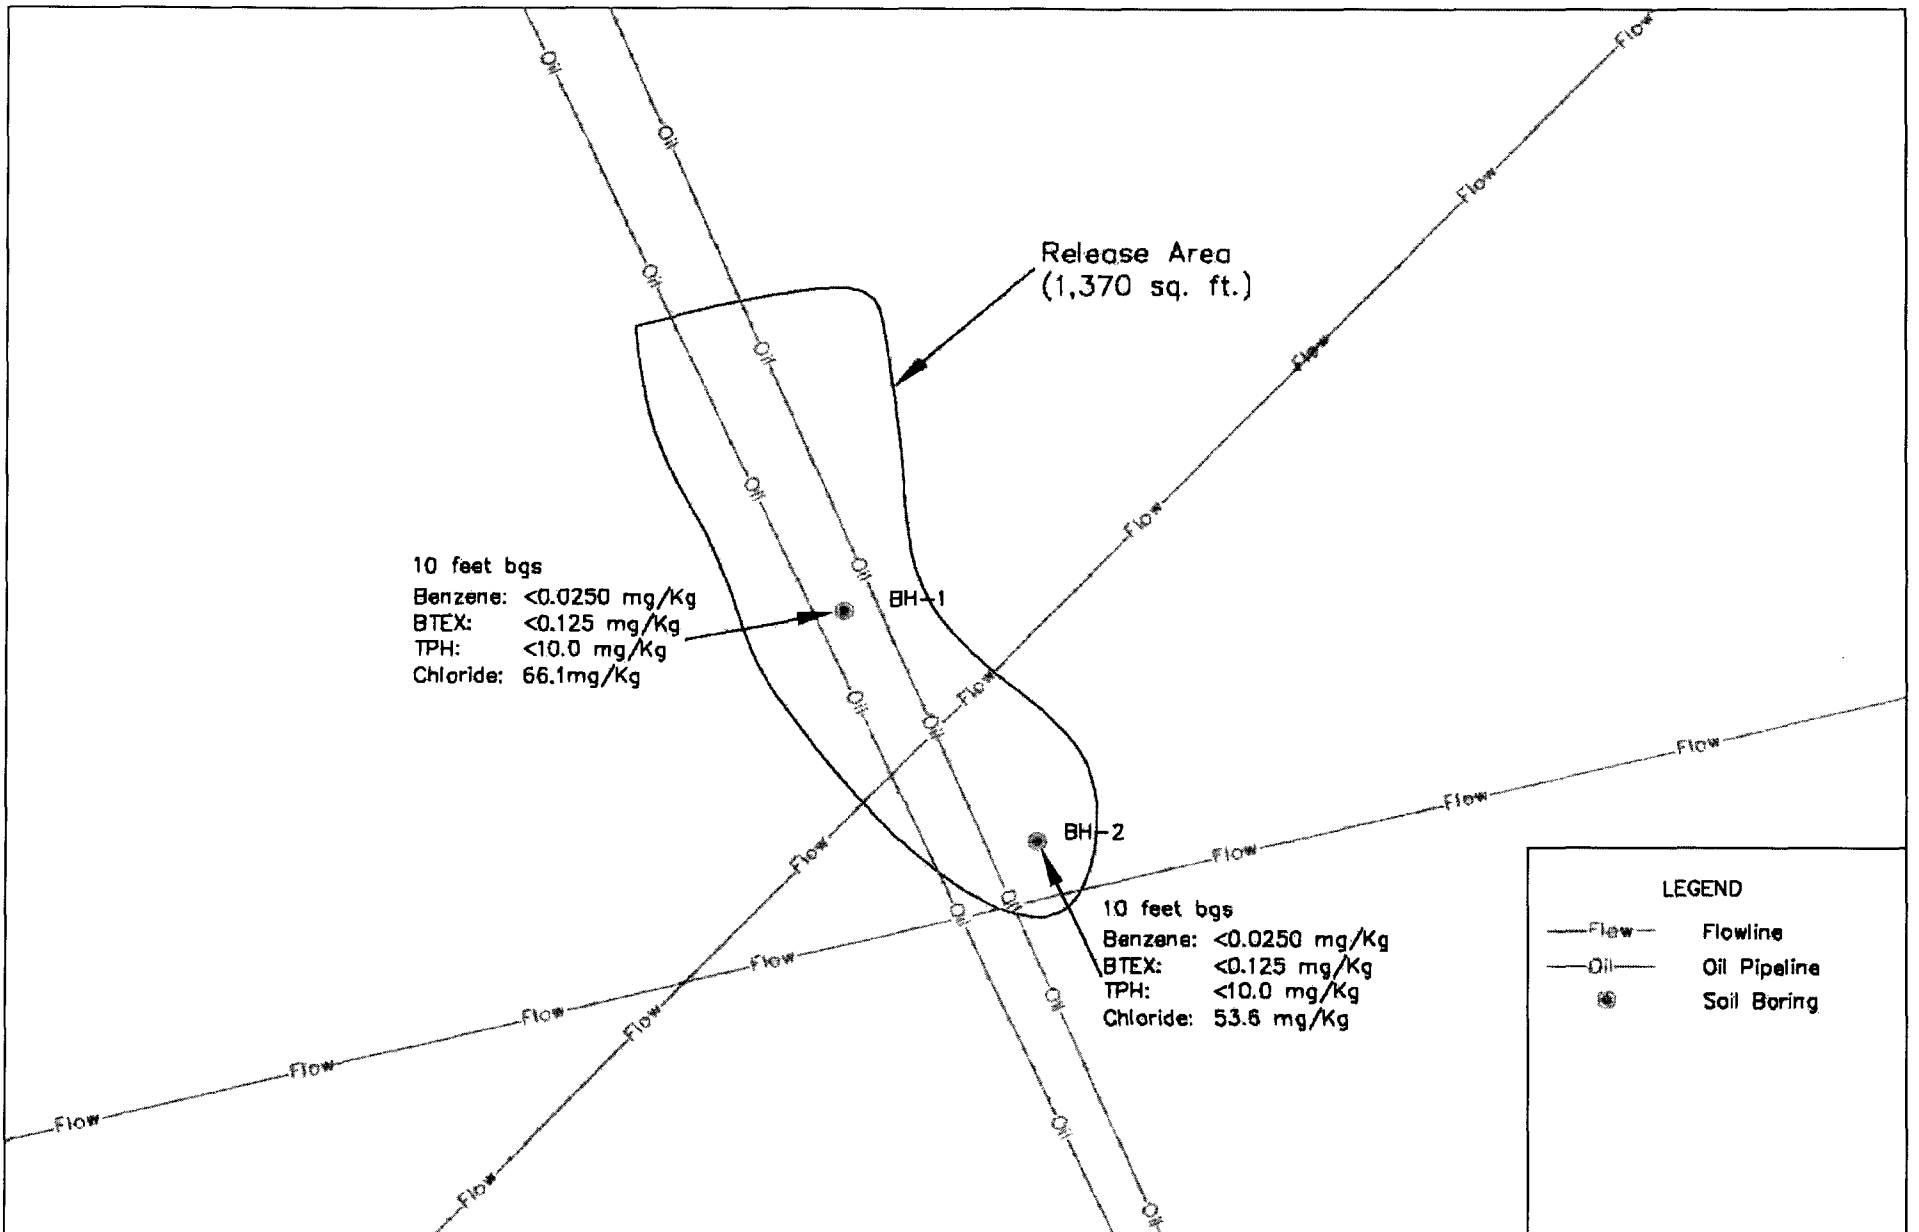 Oil
Oil
Flow
Oil
Oil
Flow
Release Area
(1,370 sq. ft.)
Oil
Flow
Oil
Flow
Oil
10 feet bgs
Benzene: <0.0250 mg/Kg
BTEX: <0.125 mg/Kg
TPH: <10.0 mg/Kg
Chloride: 66.1mg/Kg
BH-1
Oil
Flow
Oil
Flow
Flow
Flow
Flow
BH-2
Oil
Oil
10 feet bgs
Benzene: <0.0250 mg/Kg
BTEX: <0.125 mg/Kg
TPH: <10.0 mg/Kg
Chloride: 53.6 mg/Kg
Flow
Oil
Flow
Flow
Flow
Flow
Oil
Flow
Oil
LEGEND
Flow Flowline
Oil Oil Pipeline
Soil Boring